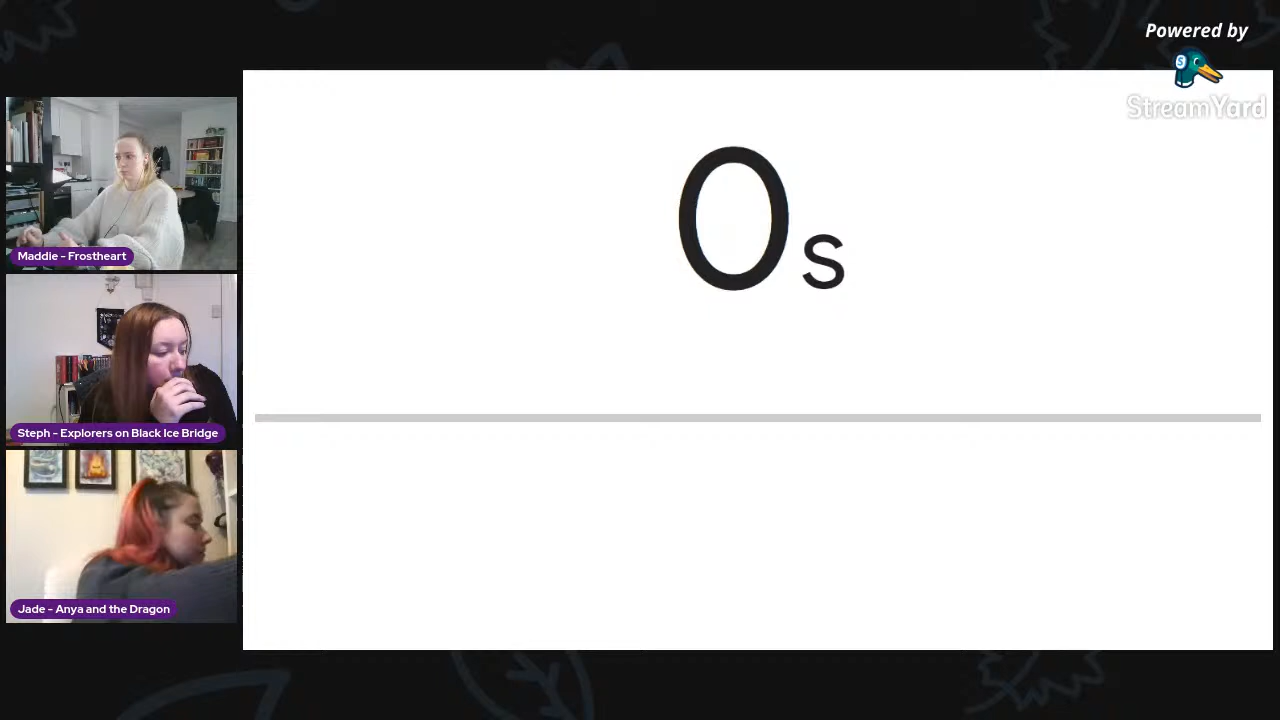 Powered by
StreamYard
0s
Maddie - Frostheart
Steph - Explorers on Black Ice Bridge
Jade - Anya and the Dragon